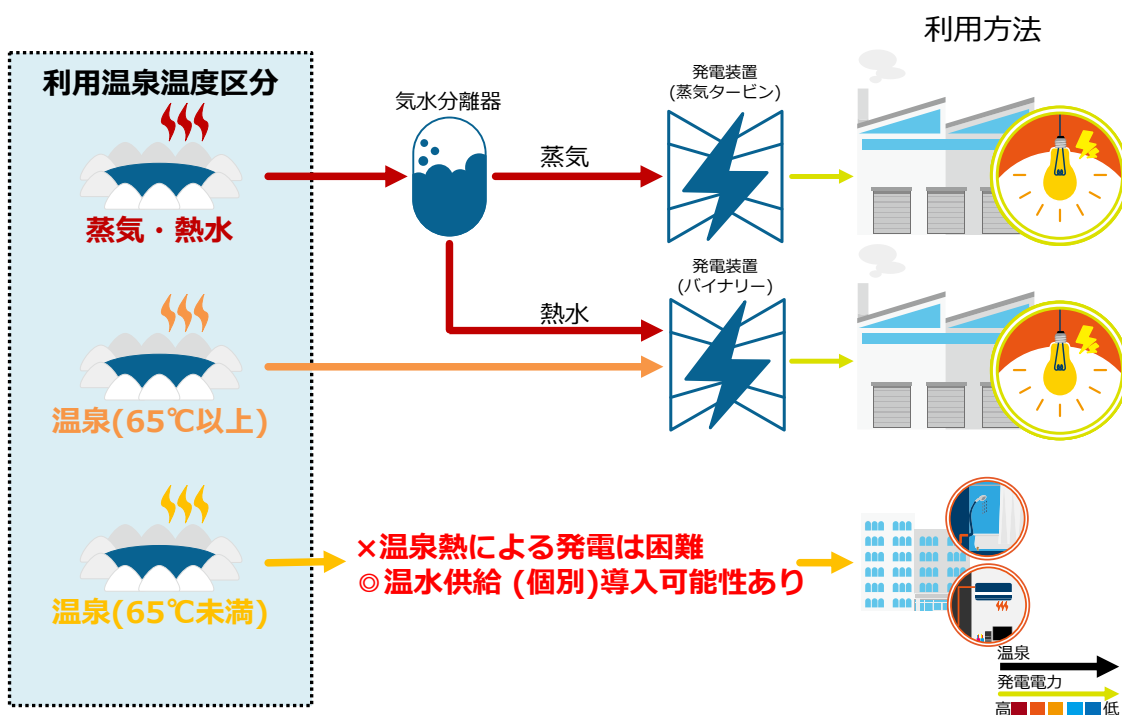 利用方法
利用温泉温度区分
蒸気・熱水
温泉(65℃以上)
温泉(65℃未満)
気水分離器
蒸気
熱水
発電装置
(蒸気タービン)
発電装置
(バイナリー)
×温泉熱による発電は困難
◎温水供給 (個別)導入可能性あり
温泉
発電電力
高 低